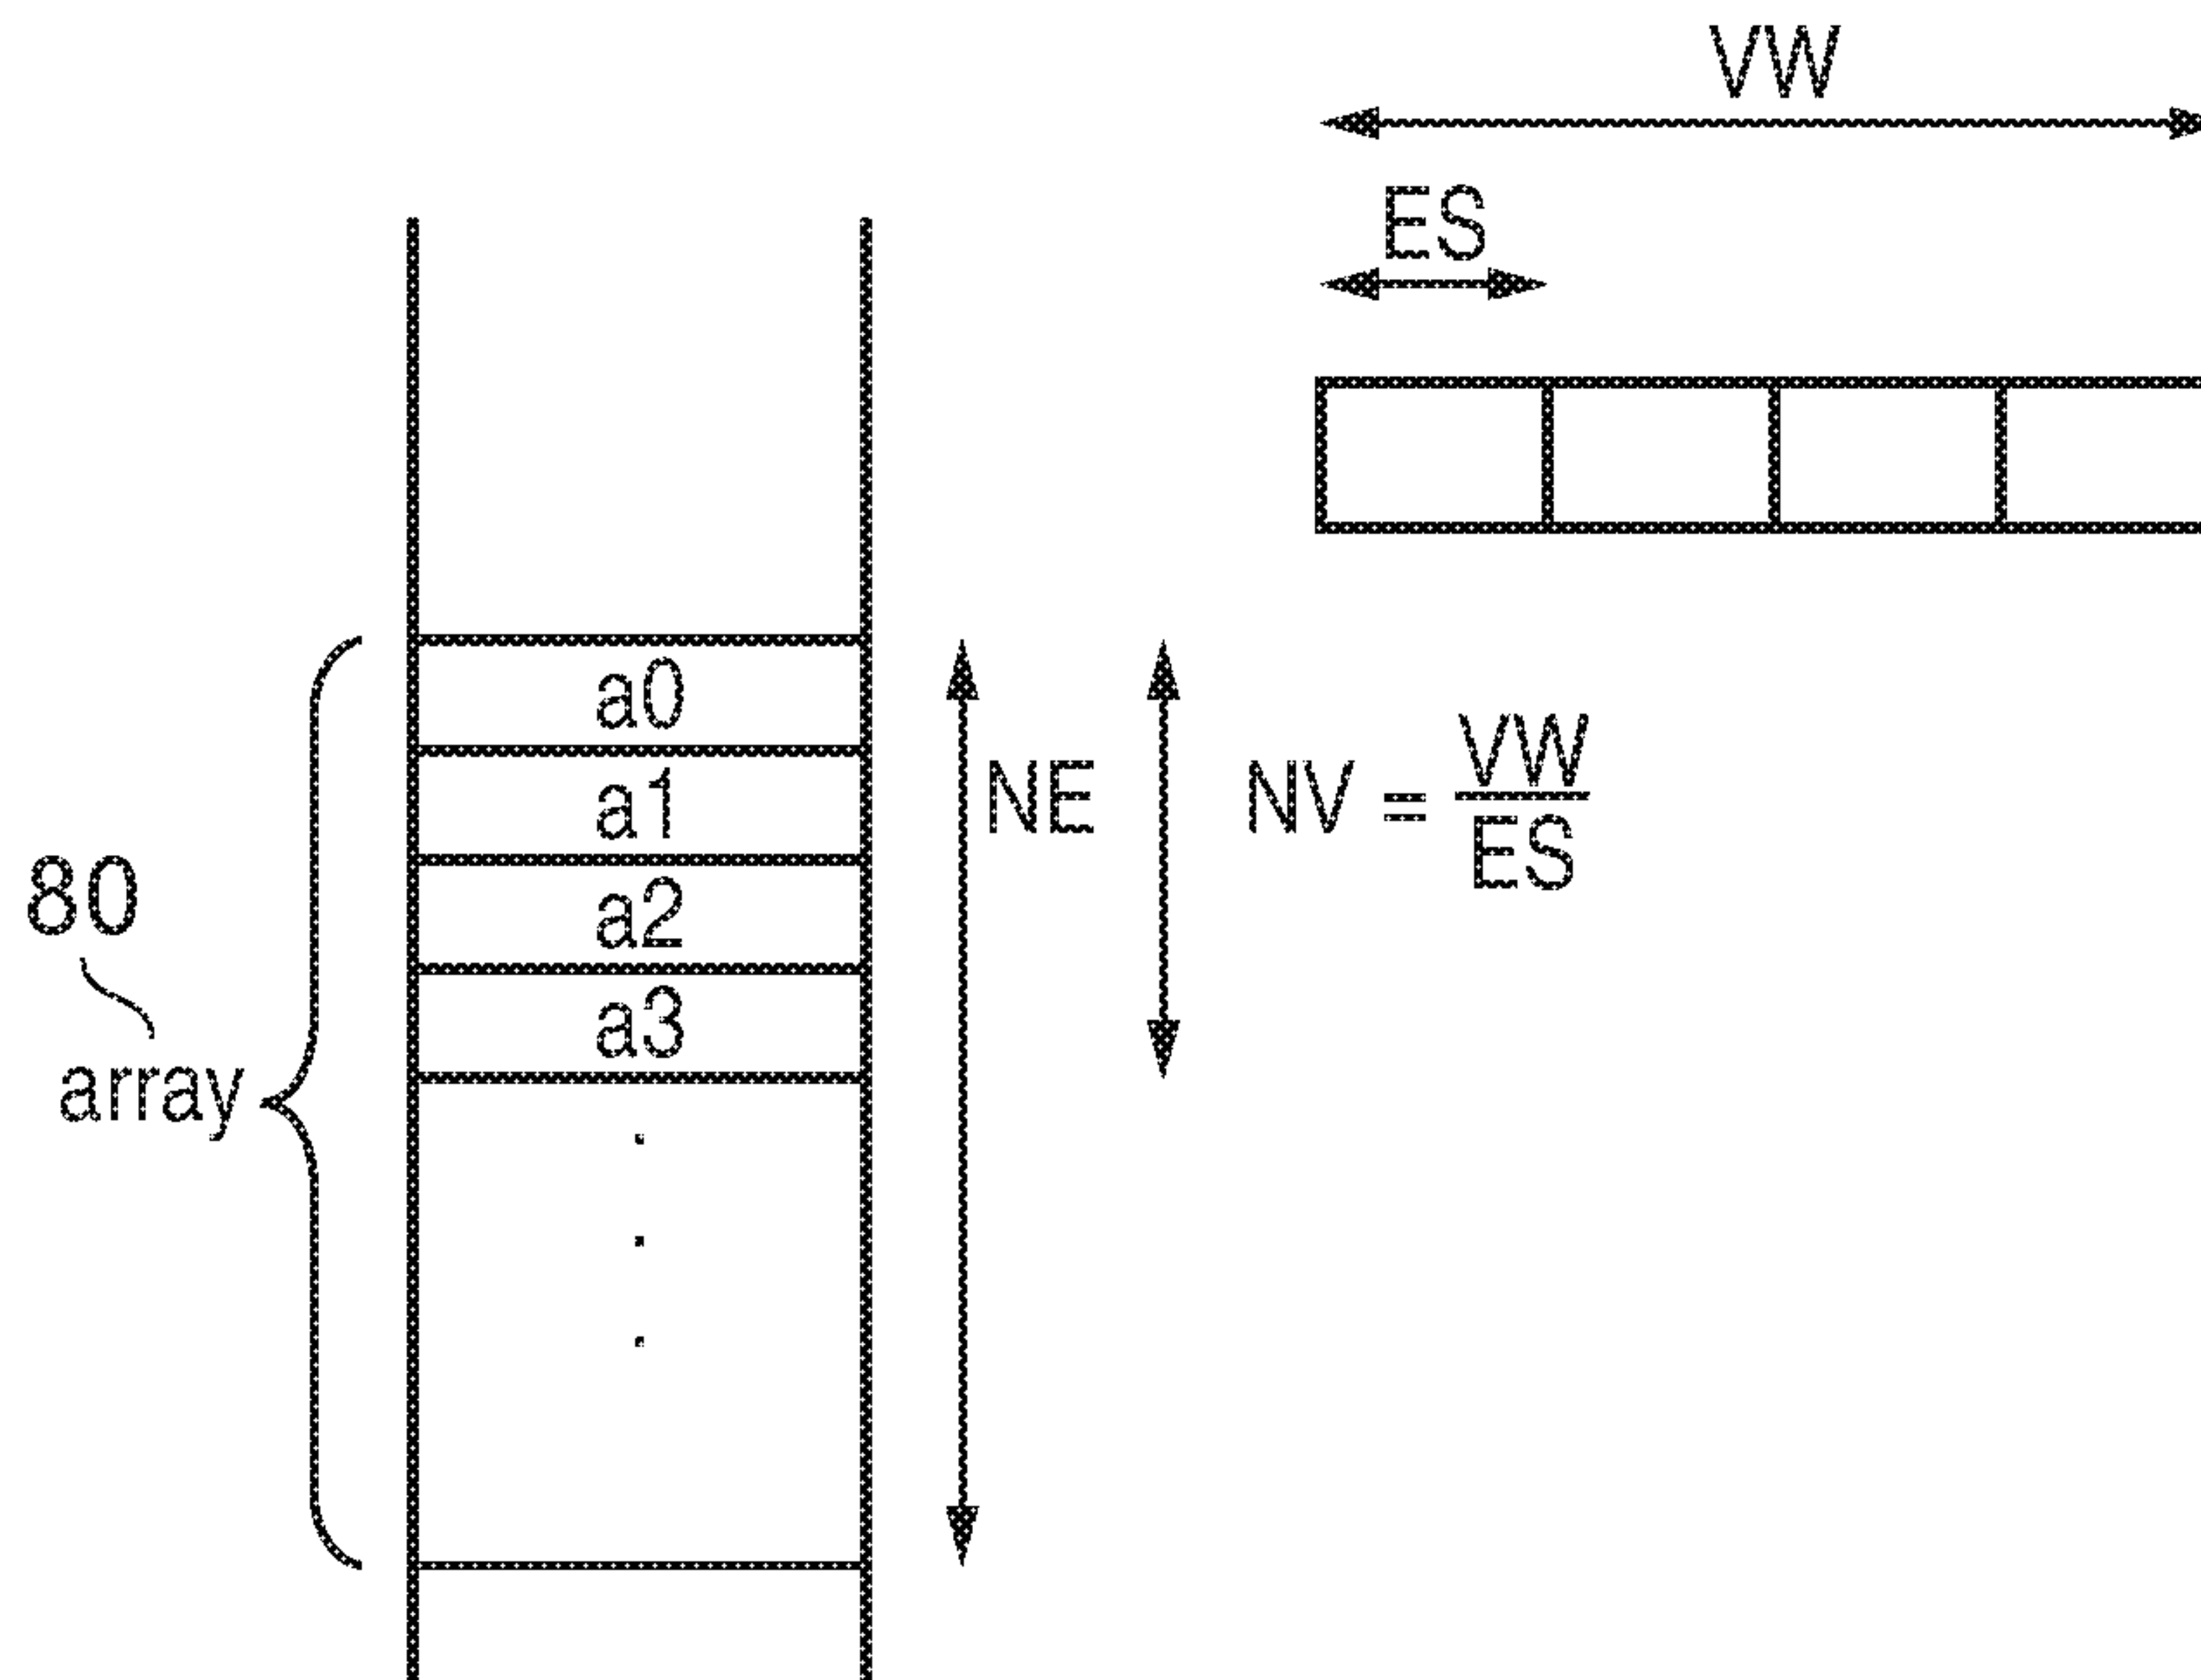 VW
ES
a0
a1
a2
a3
80
array
NE
NV = VW
ES